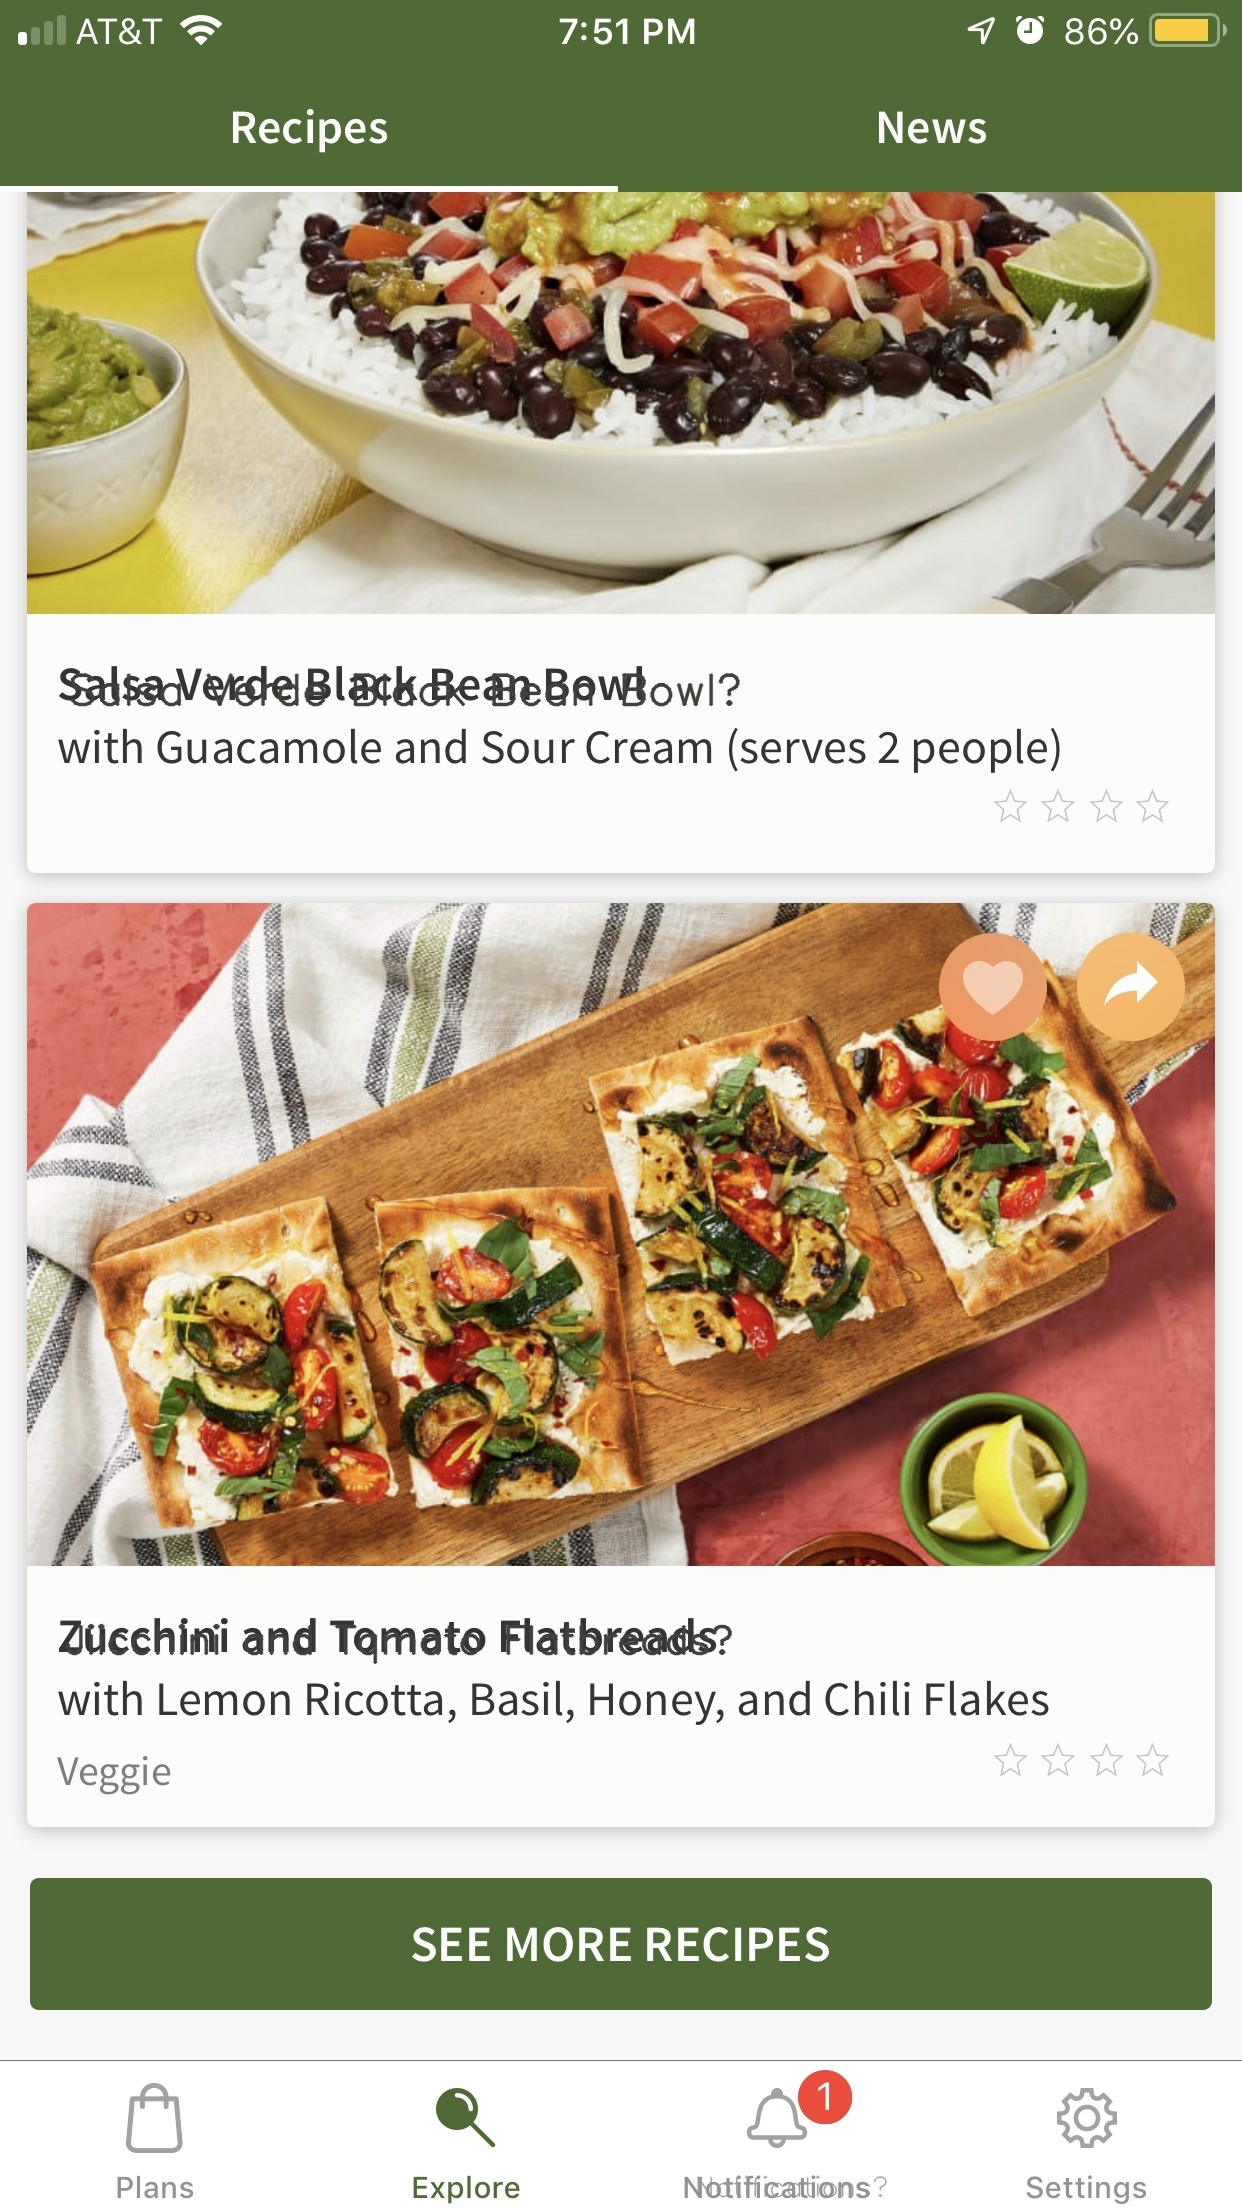 AT&T 7:51 PM 86%
Recipes News
Salsa Verde Black Bean Bowl
with Guacamole and Sour Cream (serves 2 people)
Zucchini and Tomato Flatbreads
with Lemon Ricotta, Basil, Honey, and Chili Flakes
Veggie
SEE MORE RECIPES
1
Plans Explore Notifications Settings